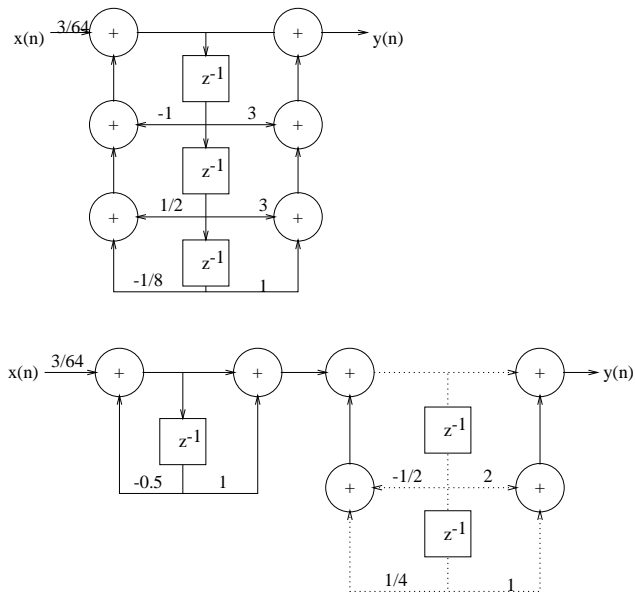 3/64
x(n) + + y(n)
z-1
+ -1 3 +
z-1
+ 1/2 3 +
z-1
-1/8 1
3/64
x(n) + + + + y(n)
z-1 z-1
-0.5 1 + -1/2 2 +
z-1
1/4 1